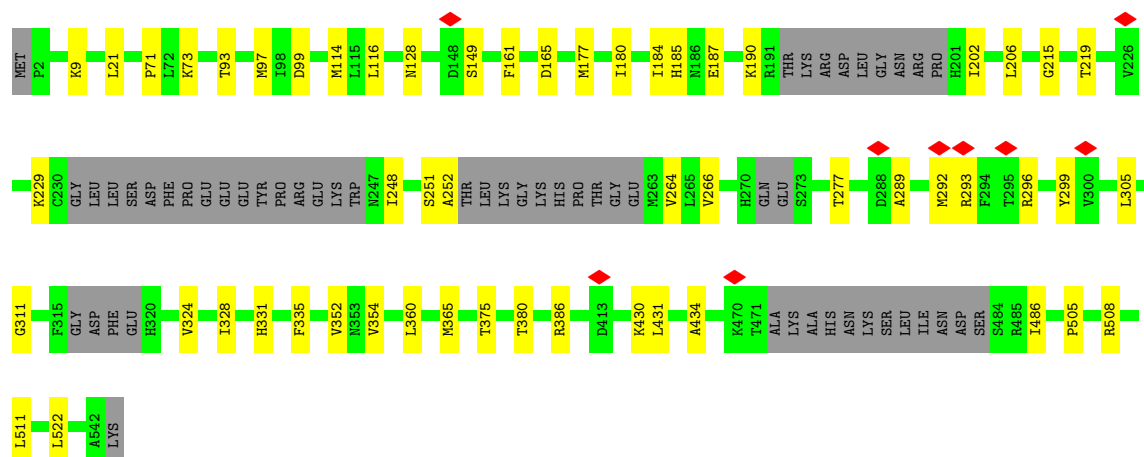 MET P2 K9 L21 P71 L72 K73 T93 M97 I98 D99 M114 L115 L116 N128 D148 S149 F161 D165 M177 I180 I184 H185 N186 E187 K190 R191 THR LYS ARG ASP LEU GLY ASN ARG PRO H201 I202 L206 G215 T219 V226
K229 C230 GLY LEU LEU SER ASP PHE PRO GLU GLU GLU TYR PRO ARG GLU LYS TRP N247 I248 S251 A252 THR LEU LYS GLY LYS HIS PRO THR GLY GLU M263 V264 L265 V266 H270 GLN GLU S273 T277 D288 A289 M292 R293 F294 T295 R296 Y299 V300 L305
G311 F315 GLY ASP PHE GLU H320 V324 I328 H331 F335 V352 N353 V354 L360 M365 T375 T380 R386 D413 K430 L431 A434 K470 T471 ALA LYS ALA HIS ASN LYS SER LEU ILE ASN ASP SER S484 R485 I486 P505 R508
L511 L522 A542 LYS